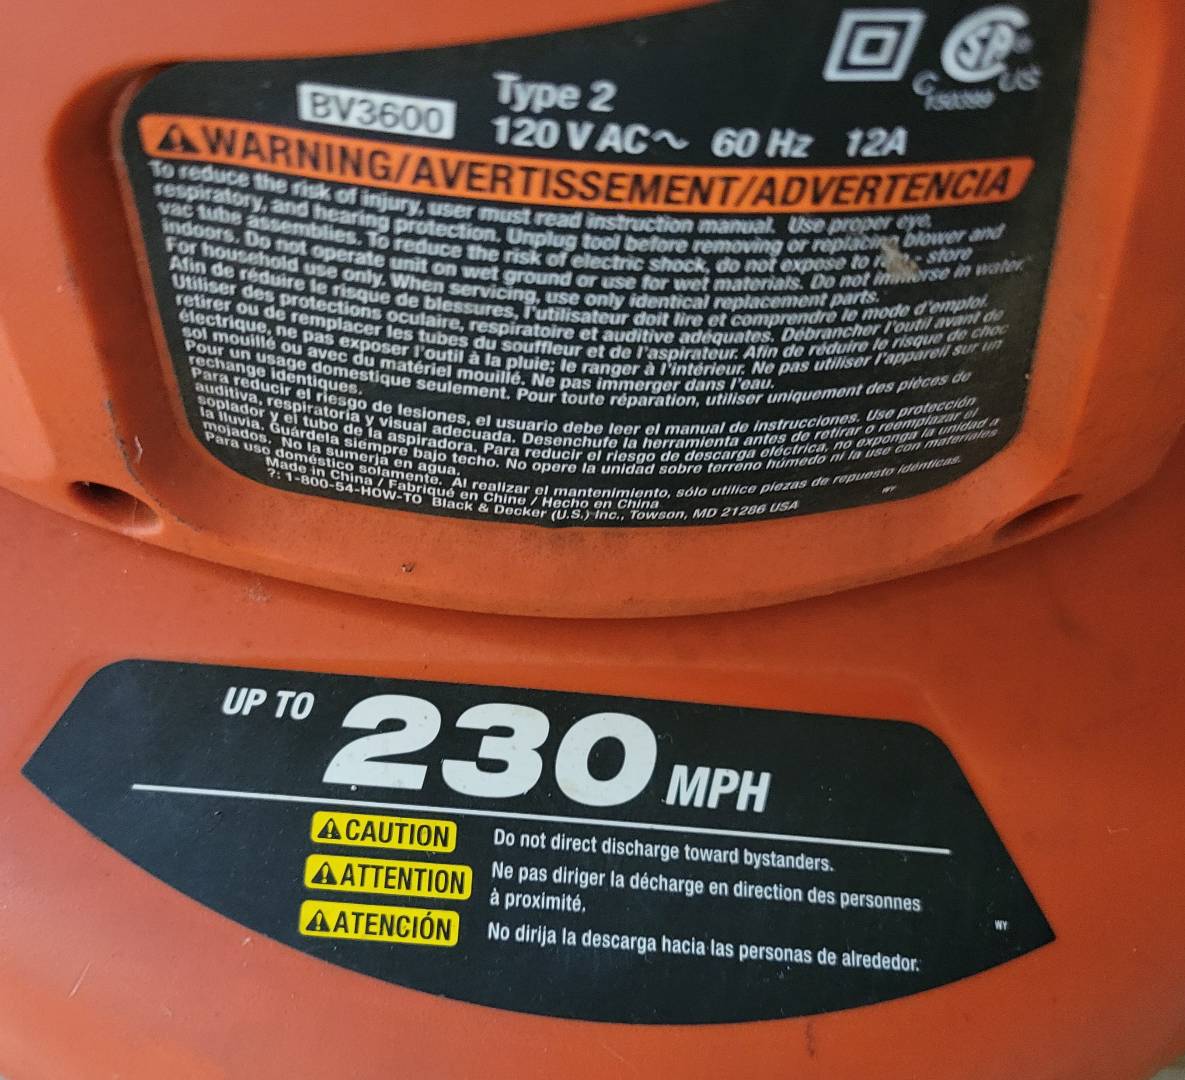 BV3600
Type 2
120 V AC~ 60 Hz 12A
C US
150399
WARNING/AVERTISSEMENT/ADVERTENCIA
To reduce the risk of injury, user must read instruction manual. Use proper eye,
respiratory, and hearing protection. Unplug tool before removing or replacing blower and
vac tube assemblies. To reduce the risk of electric shock, do not expose to store
indoors. Do not operate unit on wet ground or use for wet materials. Do not immerse in water.
For household use only. When servicing, use only identical replacement parts.
Afin de réduire le risque de blessures, l'utilisateur doit lire et comprendre le mode d'emploi.
Utiliser des protections oculaire, respiratoire et auditive adéquates. Débrancher l'outil avant de
retirer ou de remplacer les tubes du souffleur et de l'aspirateur. Afin de réduire le risque de choc
électrique, ne pas exposer l'outil à la pluie; le ranger à l'intérieur. Ne pas utiliser l'appareil sur un
sol mouillé ou avec du matériel mouillé. Ne pas immerger dans l'eau.
Pour un usage domestique seulement. Pour toute réparation, utiliser uniquement des pièces de
rechange identiques.
Para reducir el riesgo de lesiones, el usuario debe leer el manual de instrucciones. Use protección
auditiva, respiratoria y visual adecuada. Desenchufe la herramienta antes de retirar o reemplazar el
soplador y el tubo de la aspiradora. Para reducir el riesgo de descarga eléctrica, no exponga la unidad a
la lluvia. Guárdela siempre bajo techo. No opere la unidad sobre terreno húmedo ni la use con materiales
mojados. No la sumerja en agua.
Para uso doméstico solamente. Al realizar el mantenimiento, sólo utilice piezas de repuesto idénticas.
Made in China / Fabriqué en Chine / Hecho en China
?: 1-800-54-HOW-TO Black & Decker (U.S.) Inc., Towson, MD 21286 USA
WY
UP TO 230 MPH
CAUTION Do not direct discharge toward bystanders.
ATTENTION Ne pas diriger la décharge en direction des personnes
à proximité.
ATENCIÓN No dirija la descarga hacia las personas de alrededor.
WY